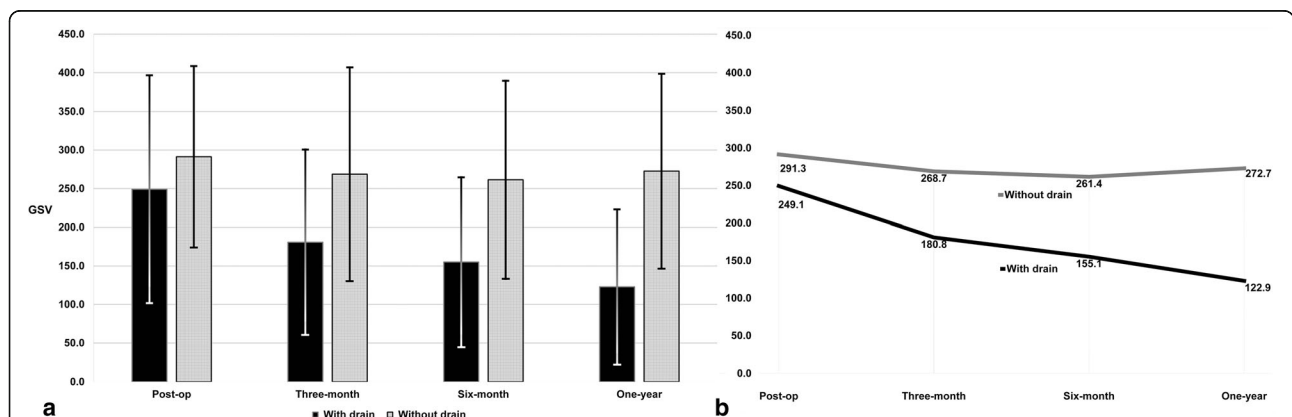 450.0
400.0
350.0
300.0
250.0
GSV
200.0
150.0
100.0
50.0
0.0
Post-op Three-month Six-month One-year
With drain Without drain
a
450.0
400.0
350.0
300.0
250.0
200.0
150.0
100.0
50.0
0.0
291.3 268.7 261.4 272.7
Without drain
249.1 180.8 155.1 122.9
With drain
Post-op Three-month Six-month One-year
b